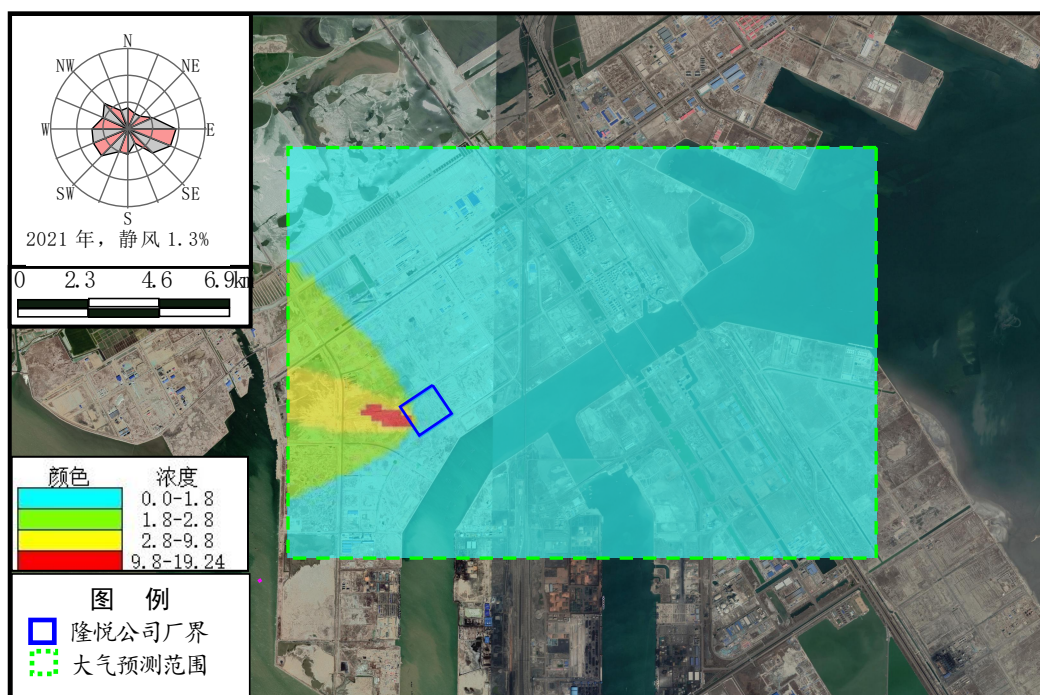 N
NW NE
W E
SW SE
S
2021 年，静风 1.3%
0 2.3 4.6 6.9km
颜色 浓度
0.0-1.8
1.8-2.8
2.8-9.8
9.8-19.24
图 例
隆悦公司厂界
大气预测范围